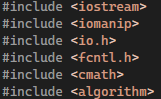 #include <iostream>
#include <iomanip>
#include <io.h>
#include <fcntl.h>
#include <cmath>
#include <algorithm>